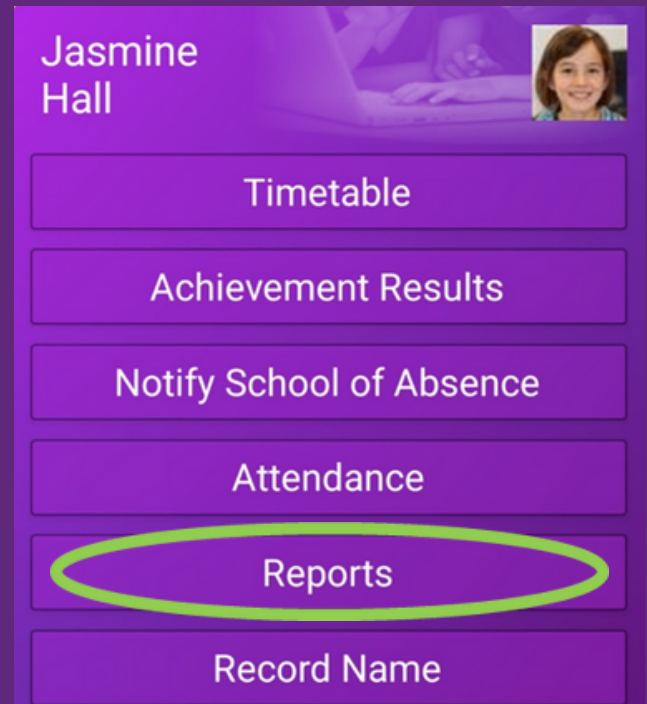 Jasmine
Hall
Timetable
Achievement Results
Notify School of Absence
Attendance
Reports
Record Name